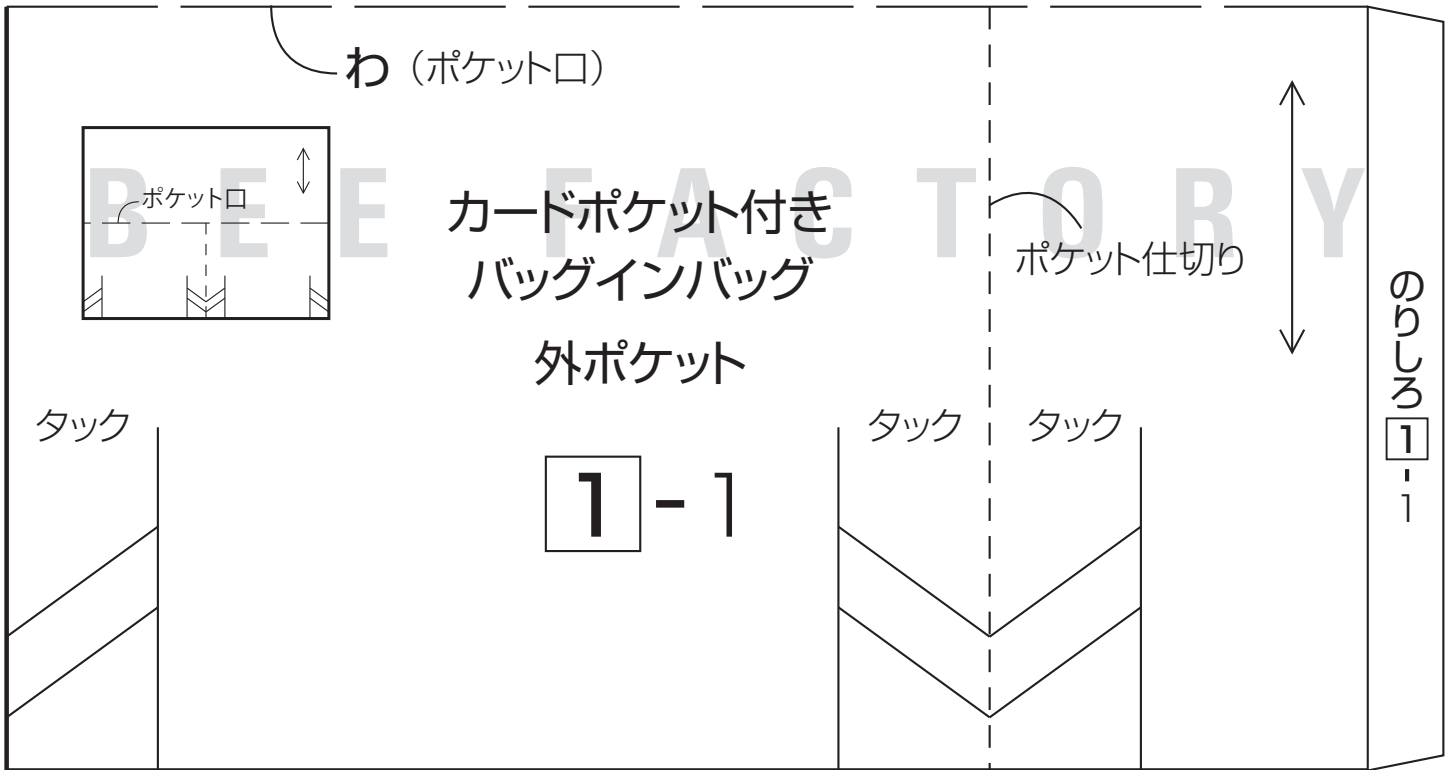 わ（ポケット口）
ポケット口
BEE FACTORY
カードポケット付き
バッグインバッグ
外ポケット
ポケット仕切り
のりしろ1-1
タック
タック
タック
1-1